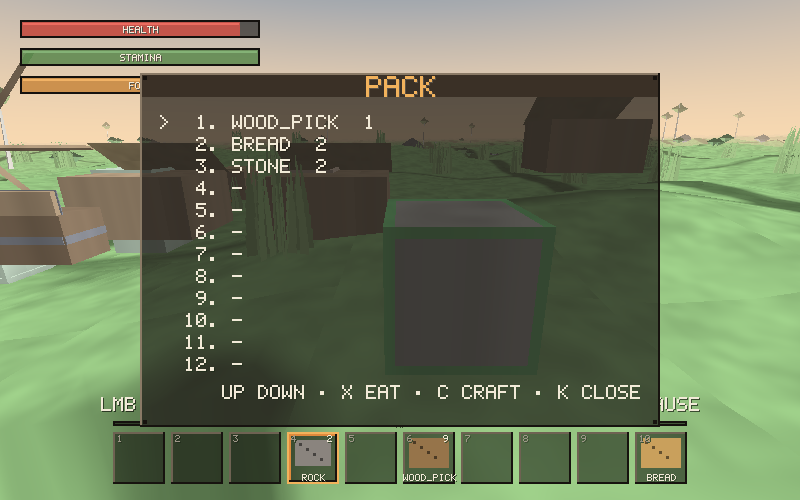 HEALTH
STAMINA
FO
PACK
> 1. WOOD_PICK 1
2. BREAD 2
3. STONE 2
4. -
5. -
6. -
7. -
8. -
9. -
10. -
11. -
12. -
UP DOWN · X EAT · C CRAFT · K CLOSE
LMB
AUSE
1 2 3 4 2 5 6 9 7 8 9 10
ROCK WOOD_PICK BREAD